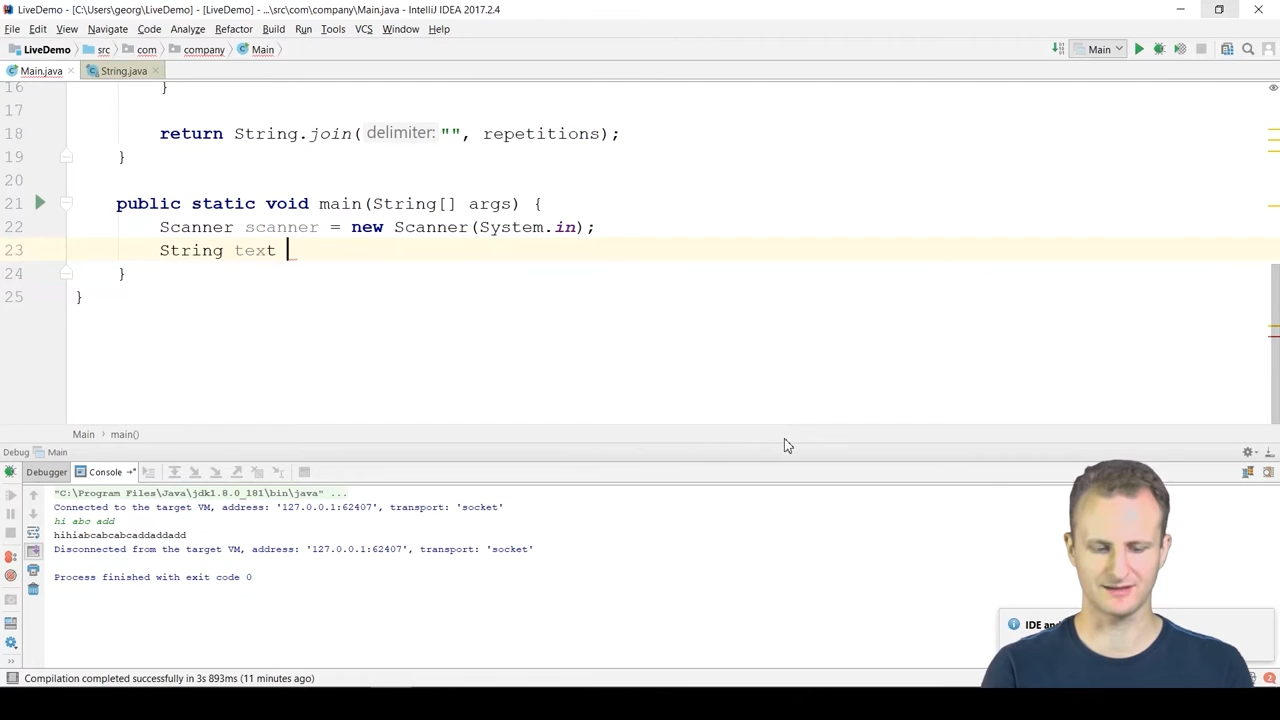 LiveDemo - [C:\Users\georg\LiveDemo] - [LiveDemo] - ...\src\com\company\Main.java - IntelliJ IDEA 2017.2.4
File Edit View Navigate Code Analyze Refactor Build Run Tools VCS Window Help
LiveDemo src com company Main Main
Main.java String.java
16 }
17
18 return String.join( delimiter: "", repetitions);
19 }
20
21 public static void main(String[] args) {
22 Scanner scanner = new Scanner(System.in);
23 String text
24 }
25 }
Main main()
Debug Main
Debugger Console
"C:\Program Files\Java\jdk1.8.0_181\bin\java" ...
Connected to the target VM, address: '127.0.0.1:62407', transport: 'socket'
hi abc add
hihiabcabcabcaddaddadd
Disconnected from the target VM, address: '127.0.0.1:62407', transport: 'socket'
Process finished with exit code 0
IDE and
Compilation completed successfully in 3s 893ms (11 minutes ago)
2